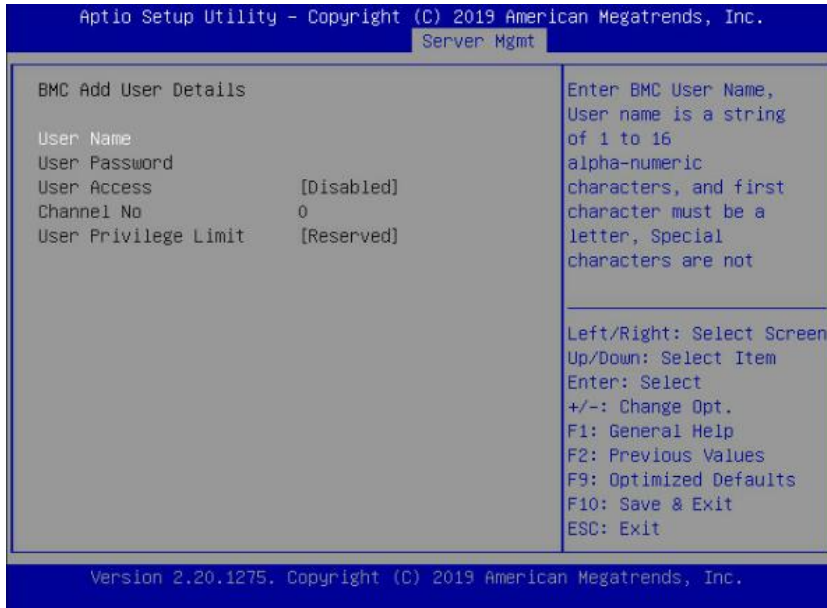 Aptio Setup Utility – Copyright (C) 2019 American Megatrends, Inc.
Server Mgmt
BMC Add User Details
User Name
User Password
User Access [Disabled]
Channel No 0
User Privilege Limit [Reserved]
Enter BMC User Name,
User name is a string
of 1 to 16
alpha-numeric
characters, and first
character must be a
letter, Special
characters are not
Left/Right: Select Screen
Up/Down: Select Item
Enter: Select
+/-: Change Opt.
F1: General Help
F2: Previous Values
F9: Optimized Defaults
F10: Save & Exit
ESC: Exit
Version 2.20.1275. Copyright (C) 2019 American Megatrends, Inc.